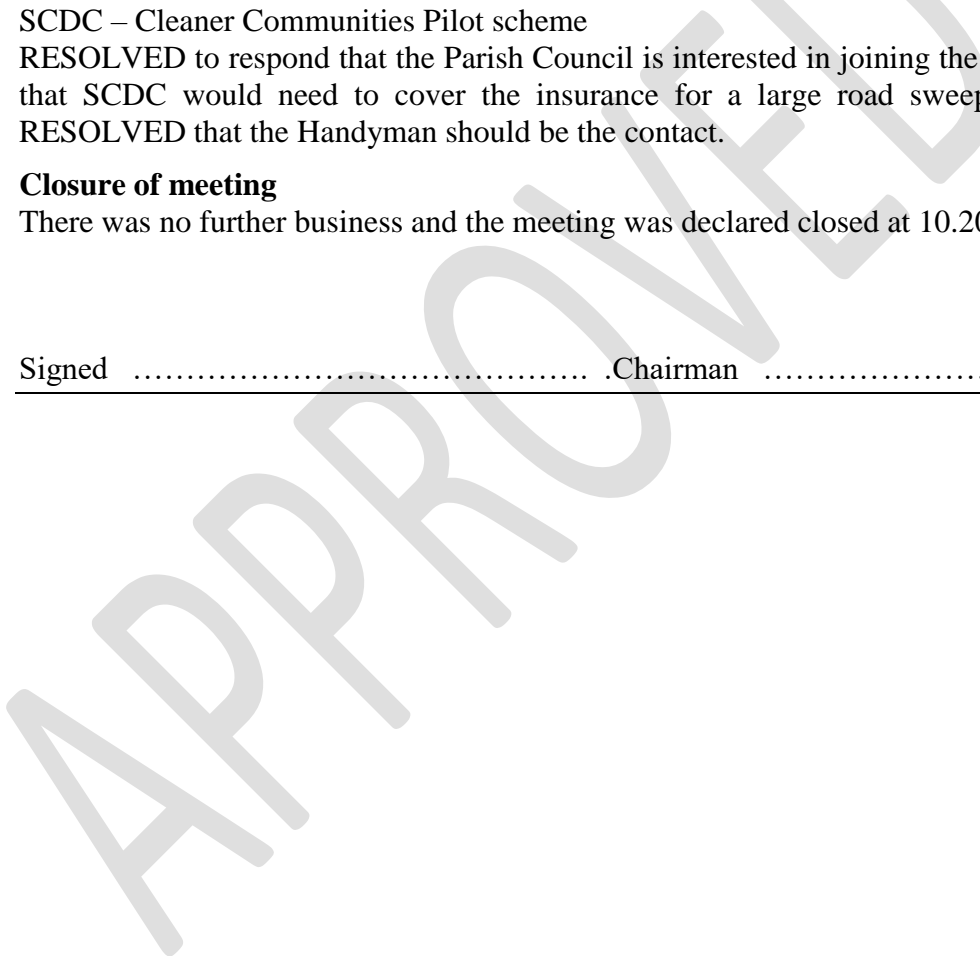 SCDC – Cleaner Communities Pilot scheme
RESOLVED to respond that the Parish Council is interested in joining the
that SCDC would need to cover the insurance for a large road sweep
RESOLVED that the Handyman should be the contact.
Closure of meeting
There was no further business and the meeting was declared closed at 10.20
Signed ……………………………………. .Chairman …………………
APPROVED